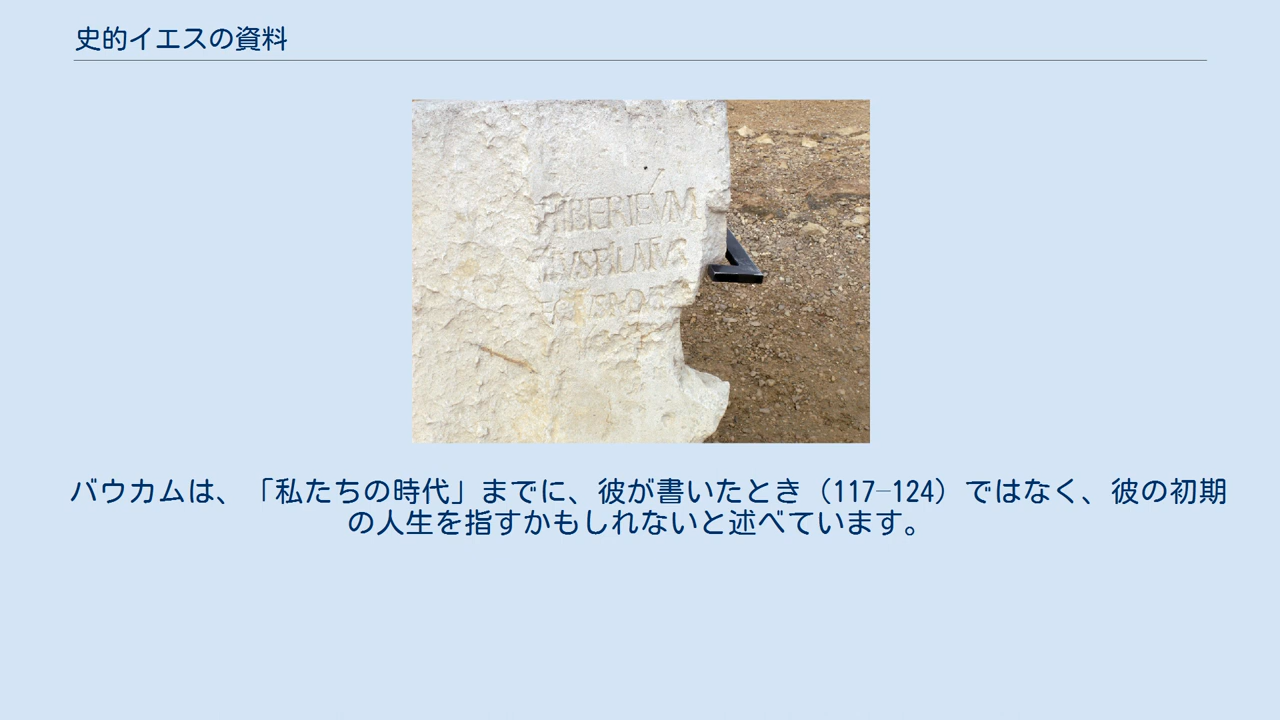 史的イエスの資料
TIBERIEVM
TIVSPILATVS
バウカムは、「私たちの時代」までに、彼が書いたとき（117–124）ではなく、彼の初期
の人生を指すかもしれないと述べています。